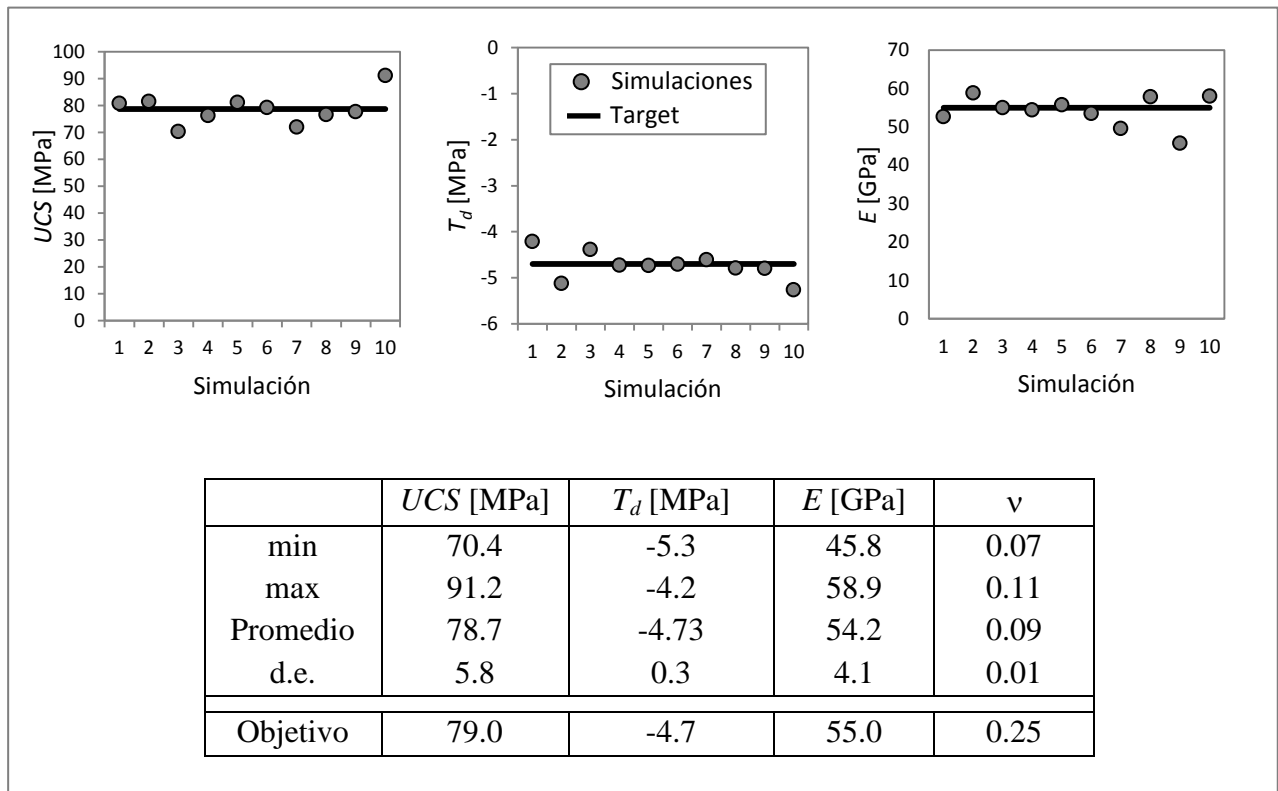 100
90
80
70
60
50
40
30
20
10
0
UCS [MPa]
1 2 3 4 5 6 7 8 9 10
Simulación
0
-1
-2
-3
-4
-5
-6
T_d [MPa]
Simulaciones
Target
1 2 3 4 5 6 7 8 9 10
Simulación
70
60
50
40
30
20
10
0
E [GPa]
1 2 3 4 5 6 7 8 9 10
Simulación
UCS [MPa] T_d [MPa] E [GPa] ν
min 70.4 -5.3 45.8 0.07
max 91.2 -4.2 58.9 0.11
Promedio 78.7 -4.73 54.2 0.09
d.e. 5.8 0.3 4.1 0.01
Objetivo 79.0 -4.7 55.0 0.25